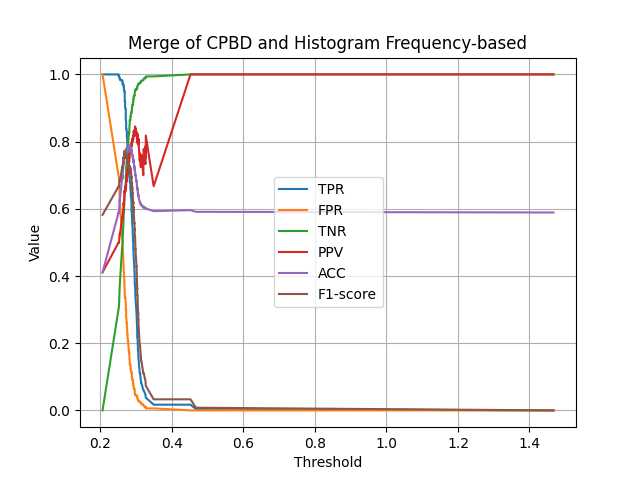 Merge of CPBD and Histogram Frequency-based
Value
1.0
0.8
0.6
0.4
0.2
0.0
TPR
FPR
TNR
PPV
ACC
F1-score
0.2 0.4 0.6 0.8 1.0 1.2 1.4
Threshold